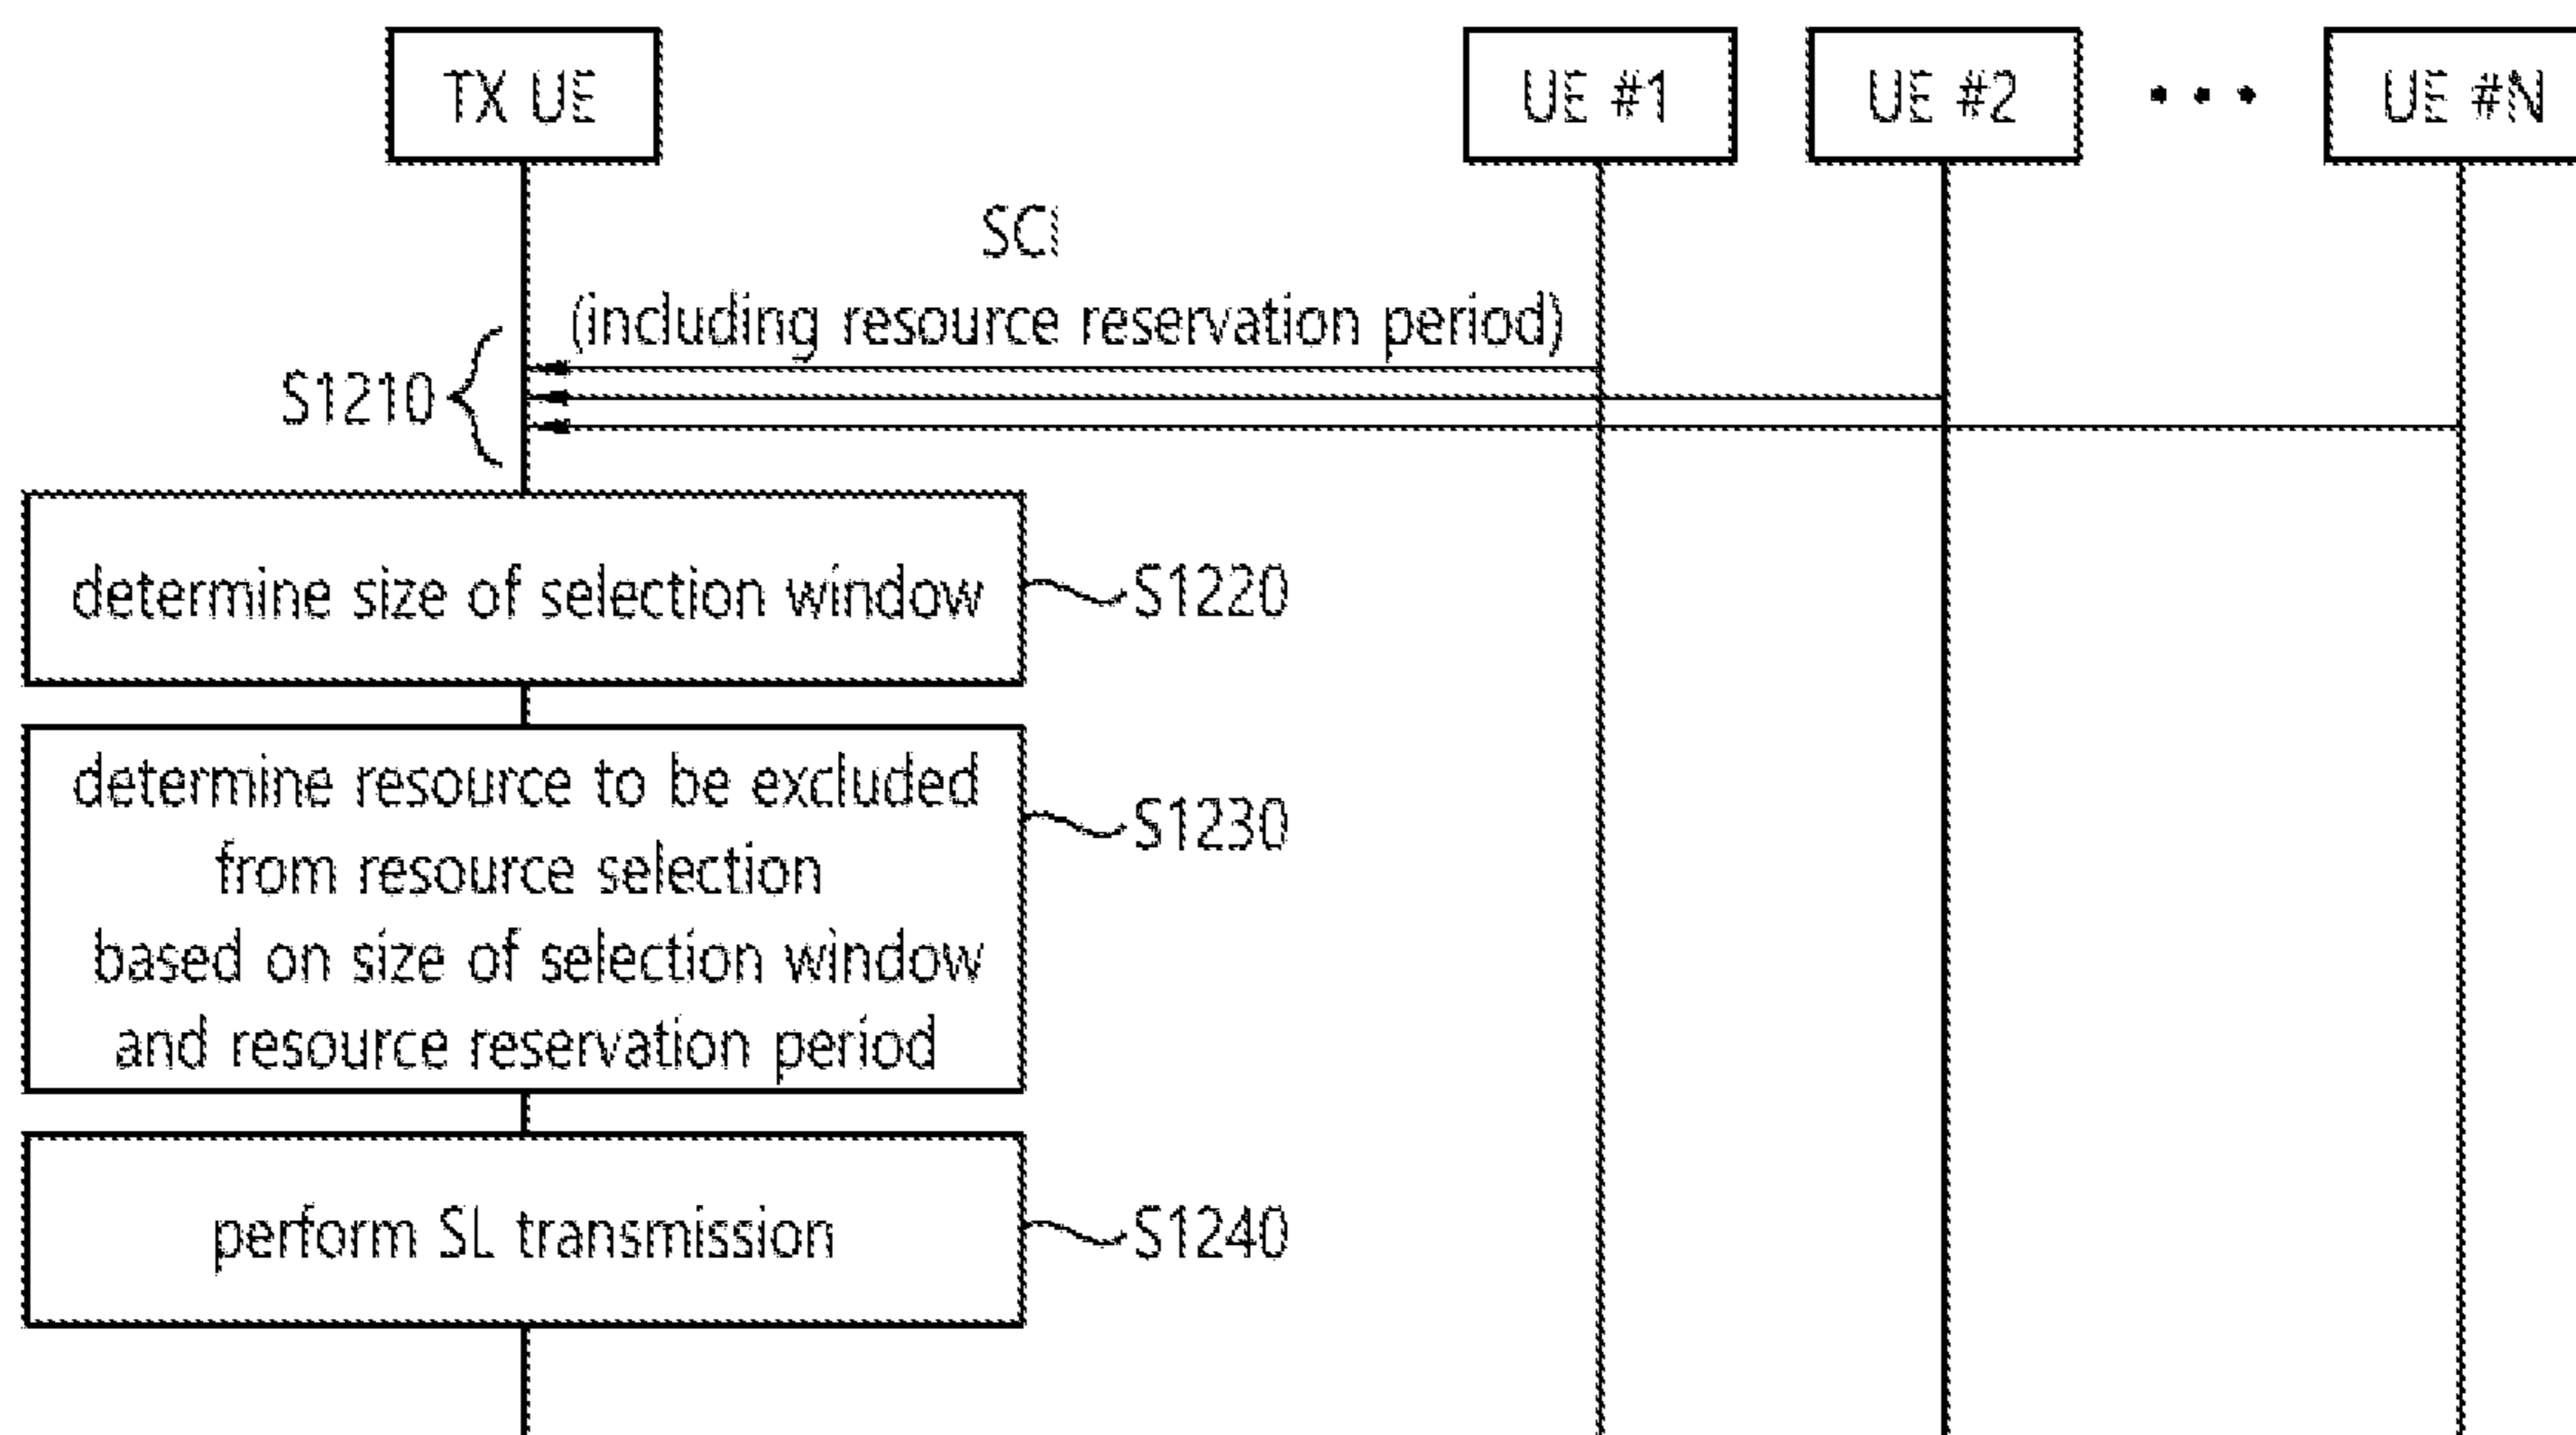 TX UE
UE #1
UE #2
• • •
UE #N
SCI
(including resource reservation period)
S1210
determine size of selection window
S1220
determine resource to be excluded
from resource selection
based on size of selection window
and resource reservation period
S1230
perform SL transmission
S1240